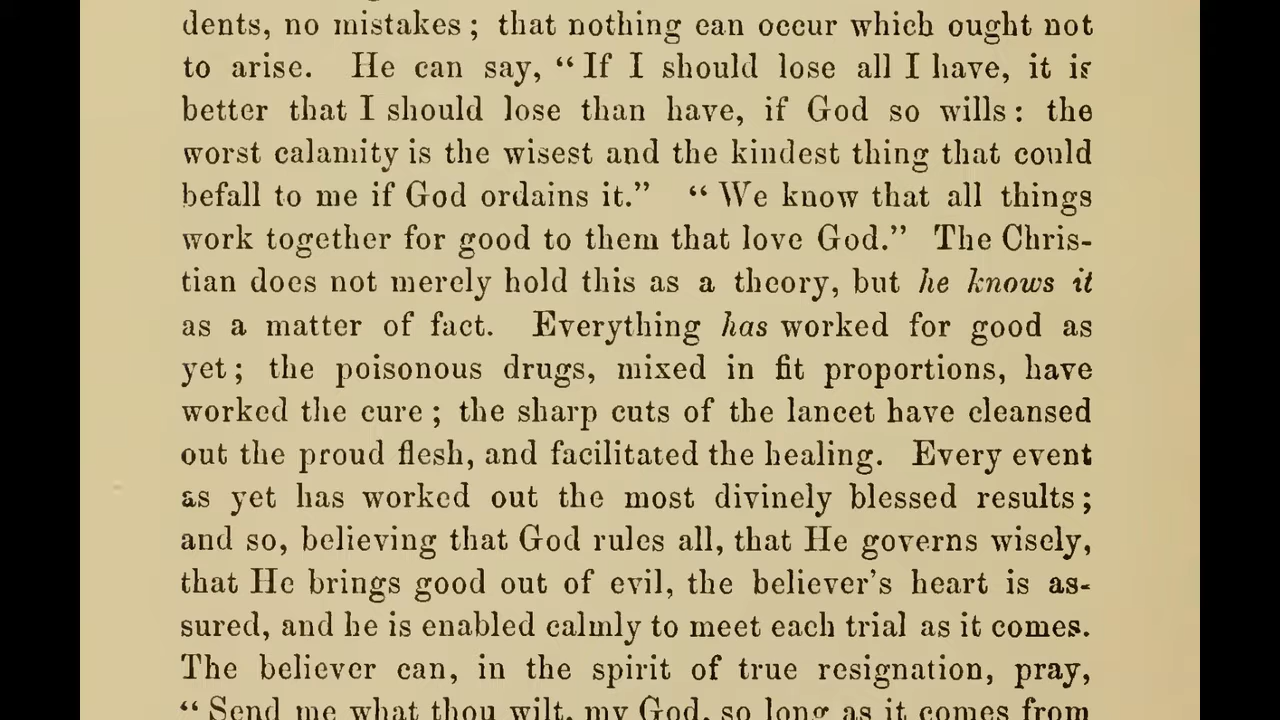 dents, no mistakes ; that nothing can occur which ought not
to arise. He can say, “ If I should lose all I have, it is
better that I should lose than have, if God so wills : the
worst calamity is the wisest and the kindest thing that could
befall to me if God ordains it.” “ We know that all things
work together for good to them that love God.” The Chris-
tian does not merely hold this as a theory, but he knows it
as a matter of fact. Everything has worked for good as
yet ; the poisonous drugs, mixed in fit proportions, have
worked the cure ; the sharp cuts of the lancet have cleansed
out the proud flesh, and facilitated the healing. Every event
as yet has worked out the most divinely blessed results ;
and so, believing that God rules all, that He governs wisely,
that He brings good out of evil, the believer’s heart is as-
sured, and he is enabled calmly to meet each trial as it comes.
The believer can, in the spirit of true resignation, pray,
“ Send me what thou wilt, my God, so long as it comes from